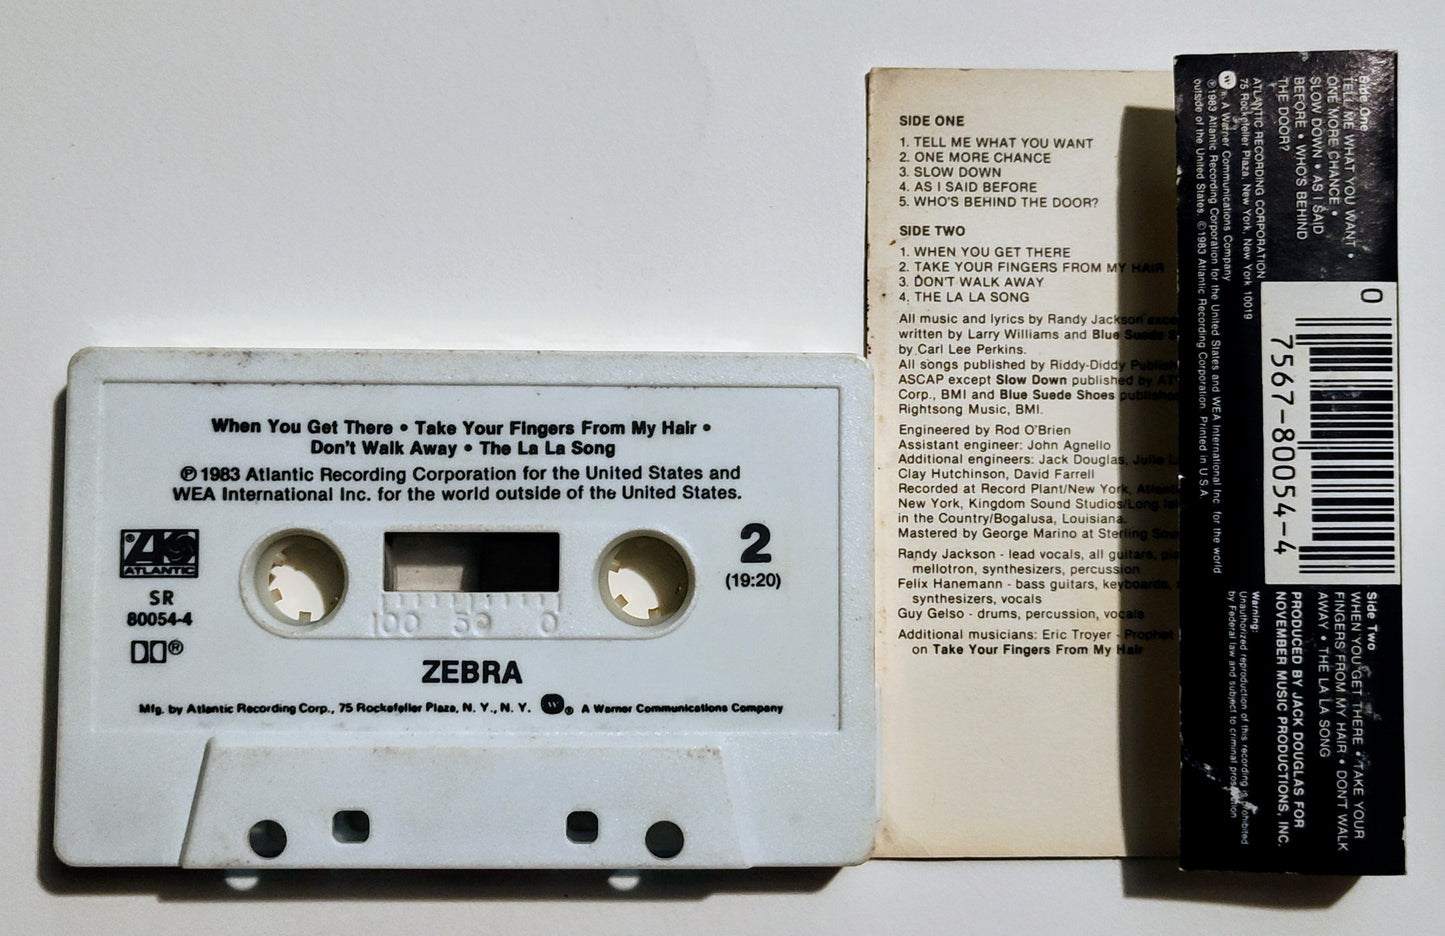 When You Get There • Take Your Fingers From My Hair •
Don't Walk Away • The La La Song
℗ 1983 Atlantic Recording Corporation for the United States and
WEA International Inc. for the world outside of the United States.
ATLANTIC
SR
80054-4
2
(19:20)
100 50 0
ZEBRA
Mfg. by Atlantic Recording Corp., 75 Rockefeller Plaza, N. Y., N. Y. ® A Warner Communications Company
SIDE ONE
1. TELL ME WHAT YOU WANT
2. ONE MORE CHANCE
3. SLOW DOWN
4. AS I SAID BEFORE
5. WHO'S BEHIND THE DOOR?
SIDE TWO
1. WHEN YOU GET THERE
2. TAKE YOUR FINGERS FROM MY HAIR
3. DON'T WALK AWAY
4. THE LA LA SONG
All music and lyrics by Randy Jackson
written by Larry Williams and Blue Suede
by Carl Lee Perkins.
All songs published by Riddy-Diddy
ASCAP except Slow Down published by
Corp., BMI and Blue Suede Shoes published
Rightsong Music, BMI.
Engineered by Rod O'Brien
Assistant engineer: John Agnello
Additional engineers: Jack Douglas, Julie
Clay Hutchinson, David Farrell
Recorded at Record Plant/New York,
New York, Kingdom Sound Studios/Long
in the Country/Bogalusa, Louisiana.
Mastered by George Marino at Sterling
Randy Jackson - lead vocals, all guitars,
mellotron, synthesizers, percussion
Felix Hanemann - bass guitars, keyboards,
synthesizers, vocals
Guy Gelso - drums, percussion, vocals
Additional musicians: Eric Troyer - Prophet
on Take Your Fingers From My Hair
Side One
TELL ME WHAT YOU WANT •
ONE MORE CHANCE •
SLOW DOWN • AS I SAID
BEFORE • WHO'S BEHIND
THE DOOR?
ATLANTIC RECORDING CORPORATION
75 Rockefeller Plaza, New York, New York 10019
® A Warner Communications Company
℗ 1983 Atlantic Recording Corporation for the United States and WEA International Inc. for the world
outside of the United States. © 1983 Atlantic Recording Corporation. Printed in U.S.A.
0
7567-80054-4
Side Two
WHEN YOU GET THERE • TAKE YOUR
FINGERS FROM MY HAIR • DON'T WALK
AWAY • THE LA LA SONG
PRODUCED BY JACK DOUGLAS FOR
NOVEMBER MUSIC PRODUCTIONS, INC.
Warning:
Unauthorized reproduction of this recording is prohibited
by Federal law and subject to criminal prosecution